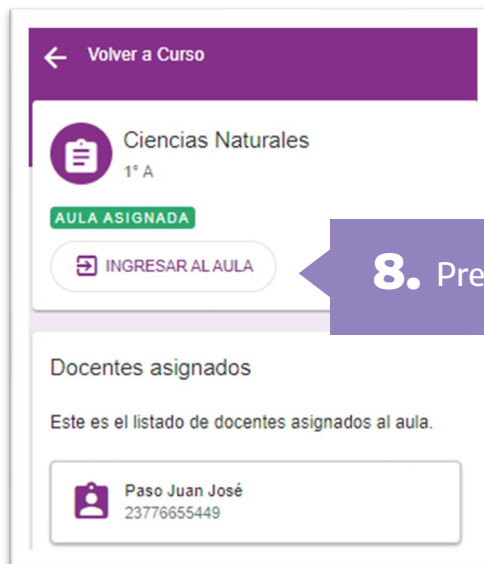 Volver a Curso
Ciencias Naturales
1° A
AULA ASIGNADA
INGRESAR AL AULA
8. Pre
Docentes asignados
Este es el listado de docentes asignados al aula.
Paso Juan José
23776655449